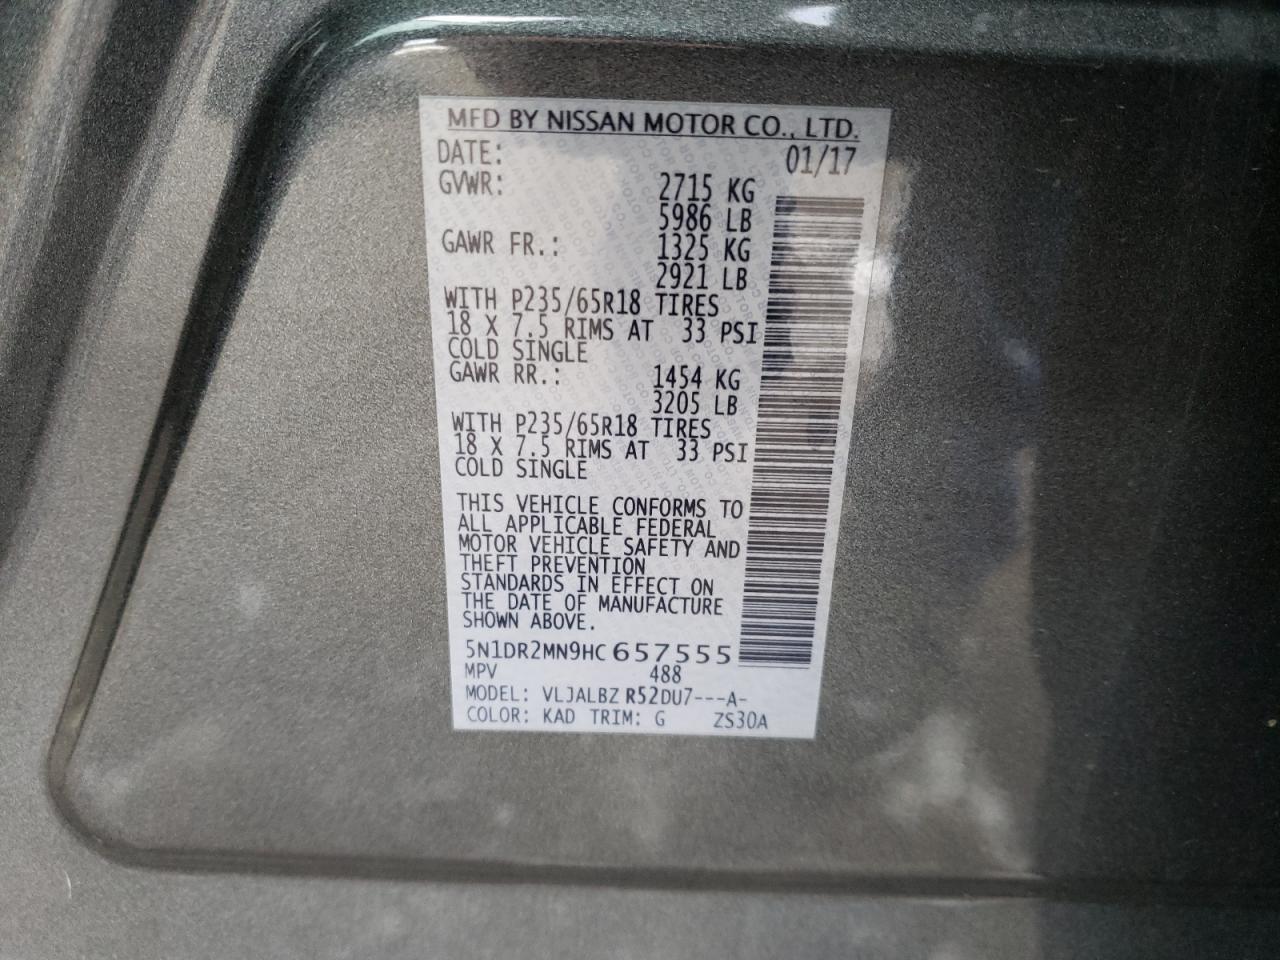 MFD BY NISSAN MOTOR CO., LTD.
DATE: 01/17
GVWR: 2715 KG
5986 LB
GAWR FR.: 1325 KG
2921 LB
WITH P235/65R18 TIRES
18 X 7.5 RIMS AT 33 PSI
COLD SINGLE
GAWR RR.: 1454 KG
3205 LB
WITH P235/65R18 TIRES
18 X 7.5 RIMS AT 33 PSI
COLD SINGLE
THIS VEHICLE CONFORMS TO
ALL APPLICABLE FEDERAL
MOTOR VEHICLE SAFETY AND
THEFT PREVENTION
STANDARDS IN EFFECT ON
THE DATE OF MANUFACTURE
SHOWN ABOVE.
5N1DR2MN9HC657555
MPV 488
MODEL: VLJALBZ R52DU7---A-
COLOR: KAD TRIM: G ZS30A